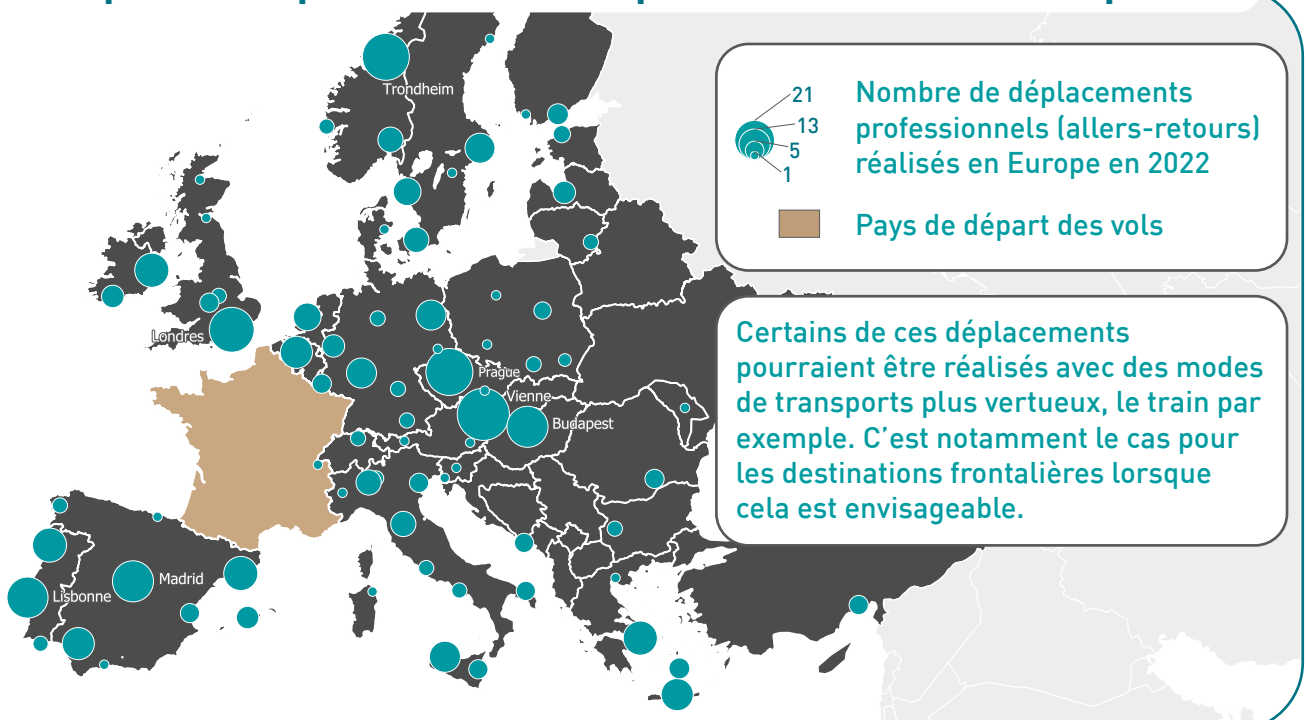 Trondheim
Londres
Prague
Vienne
Budapest
Madrid
Lisbonne
21
13
5
1
Nombre de déplacements
professionnels (allers-retours)
réalisés en Europe en 2022
Pays de départ des vols
Certains de ces déplacements
pourraient être réalisés avec des modes
de transports plus vertueux, le train par
exemple. C’est notamment le cas pour
les destinations frontalières lorsque
cela est envisageable.